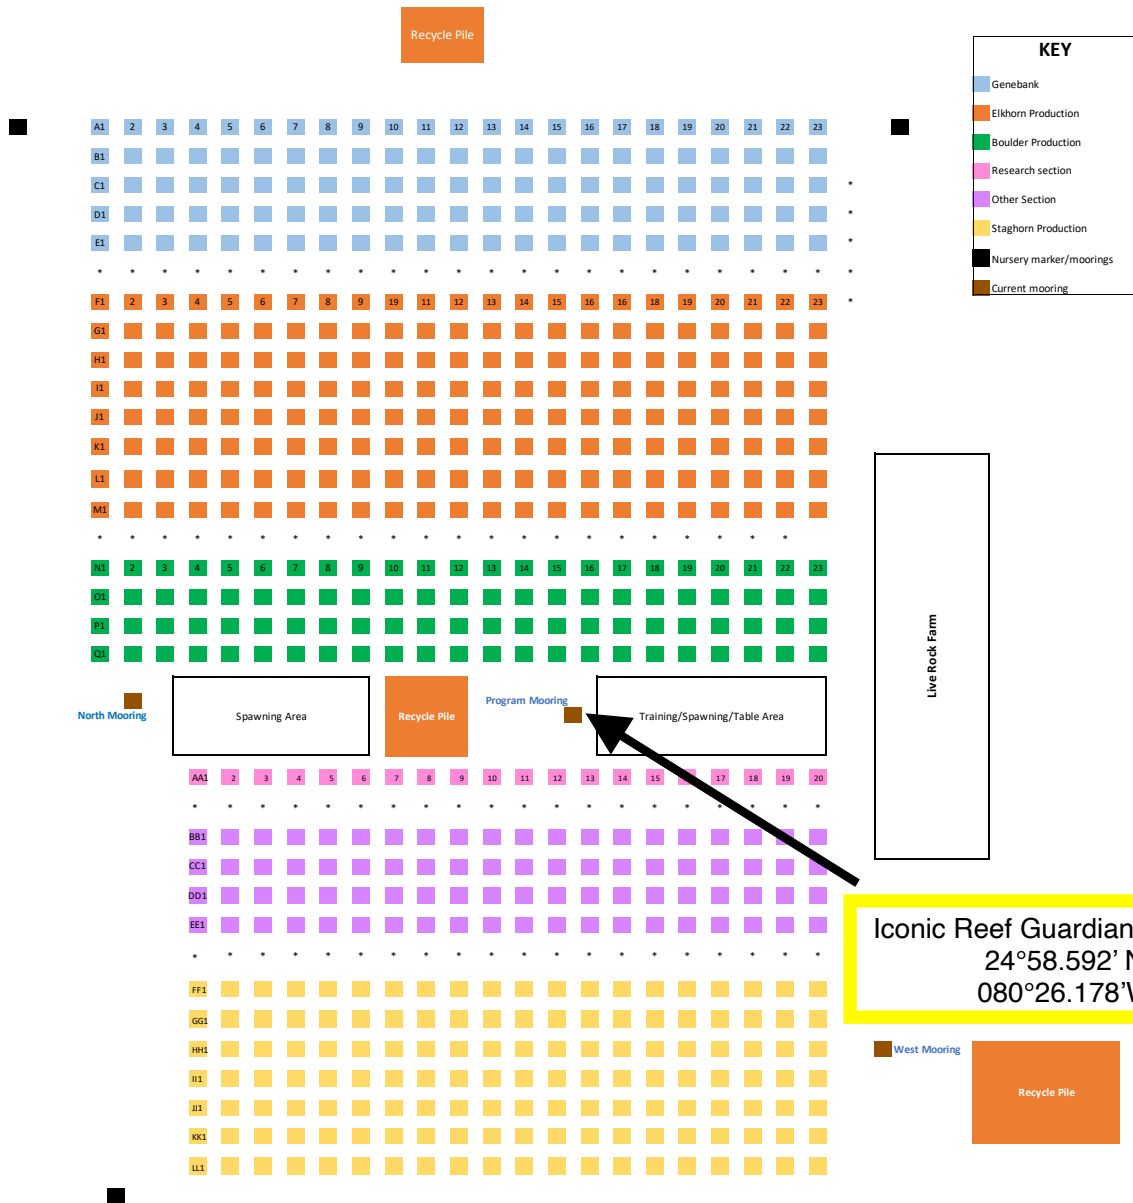 Recycle Pile
KEY
Genebank
Elkhorn Production
Boulder Production
Research section
Other Section
Staghorn Production
Nursery marker/moorings
Current mooring
A1 2 3 4 5 6 7 8 9 10 11 12 13 14 15 16 17 18 19 20 21 22 23
B1
C1 *
D1 *
E1 *
* * * * * * * * * * * * * * * * * * * * * * * *
F1 2 3 4 5 6 7 8 9 19 11 12 13 14 15 16 16 18 19 20 21 22 23 *
G1
H1
I1
J1
K1
L1
M1
* * * * * * * * * * * * * * * * * * * * * *
N1 2 3 4 5 6 7 8 9 10 11 12 13 14 15 16 17 18 19 20 21 22 23
O1
P1
Q1
North Mooring
Spawning Area
Recycle Pile
Program Mooring
Training/Spawning/Table Area
Live Rock Farm
AA1 2 3 4 5 6 7 8 9 10 11 12 13 14 15 17 18 19 20
* * * * * * * * * * * * * * * * * * *
BB1
CC1
DD1
EE1
* * * * * * * * * * * * * * * * * *
FF1
GG1
HH1
II1
JJ1
KK1
LL1
Iconic Reef Guardian
24°58.592' N
080°26.178'W
West Mooring
Recycle Pile